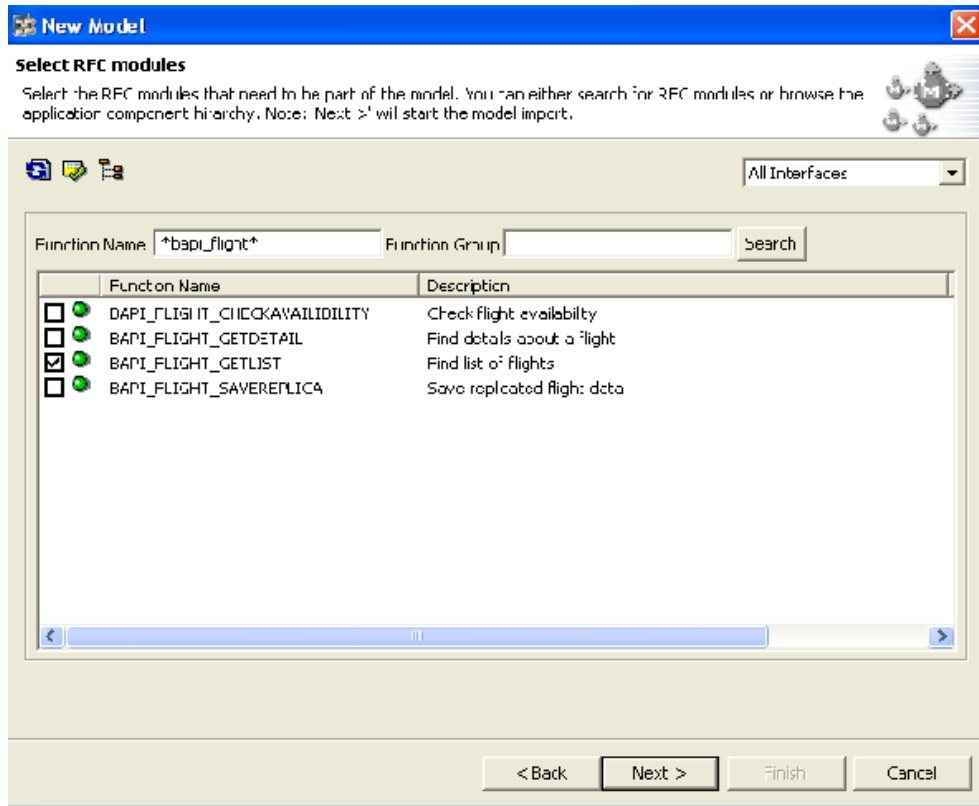 New Model
Select RFC modules
Select the RFC modules that need to be part of the model. You can either search for RFC modules or browse the
application component hirarchy. Note: 'Next >' will start the model import.
All Interfaces
Function Name *bapi_flight* Function Group Search
Function Name Description
BAPI_FLIGHT_CHECKAVAILIBILITY Check flight availabilty
BAPI_FLIGHT_GETDETAIL Find details about a flight
BAPI_FLIGHT_GETLIST Find list of flights
BAPI_FLIGHT_SAVEREPLICA Save replicated flight data
< Back Next > Finish Cancel